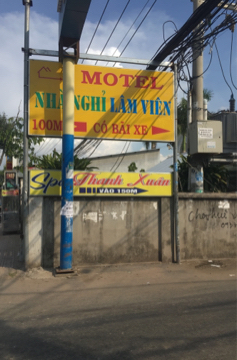 MOTEL
NHÀ NGHỈ LÂM VIÊN
100M CÓ BÃI XE
Spa Thanh Xuân
VÀO 150M